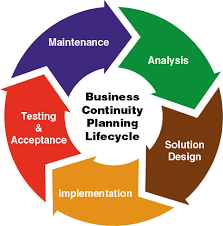 Business
Continuity
Planning
Lifecycle
Analysis
Solution
Design
Implementation
Testing
&
Acceptance
Maintenance